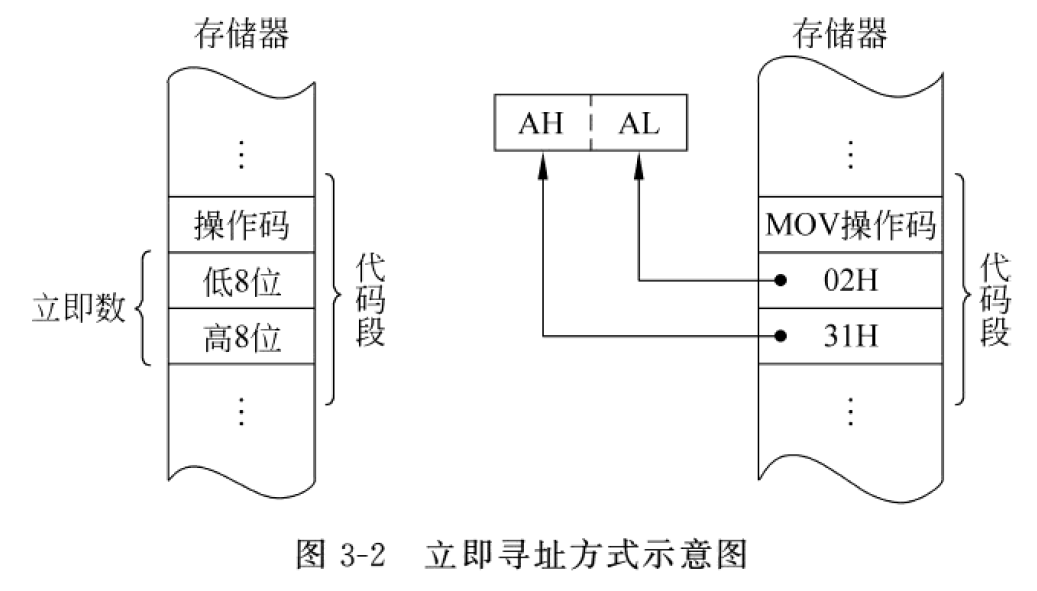 存储器
操作码
低8位
高8位
立即数
代码段
AH AL
存储器
MOV操作码
02H
31H
代码段
图 3-2 立即寻址方式示意图